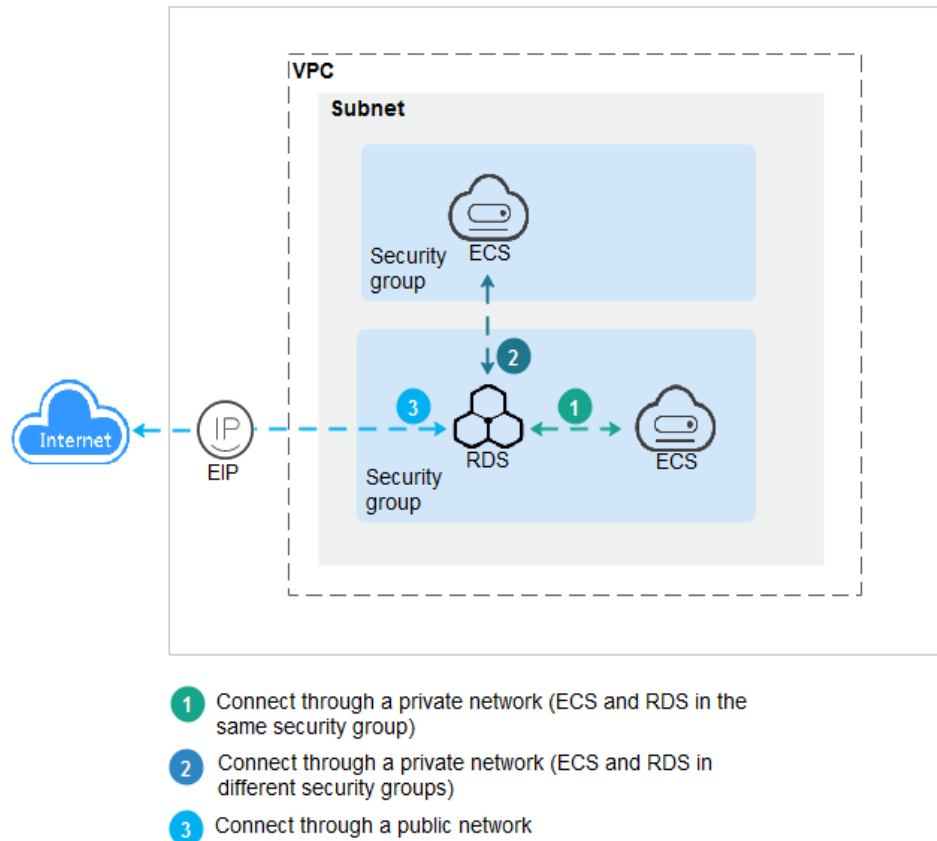 VPC
Subnet
ECS
Security
group
2
Internet
IP
EIP
3
RDS
1
ECS
Security
group
1 Connect through a private network (ECS and RDS in the
same security group)
2 Connect through a private network (ECS and RDS in
different security groups)
3 Connect through a public network